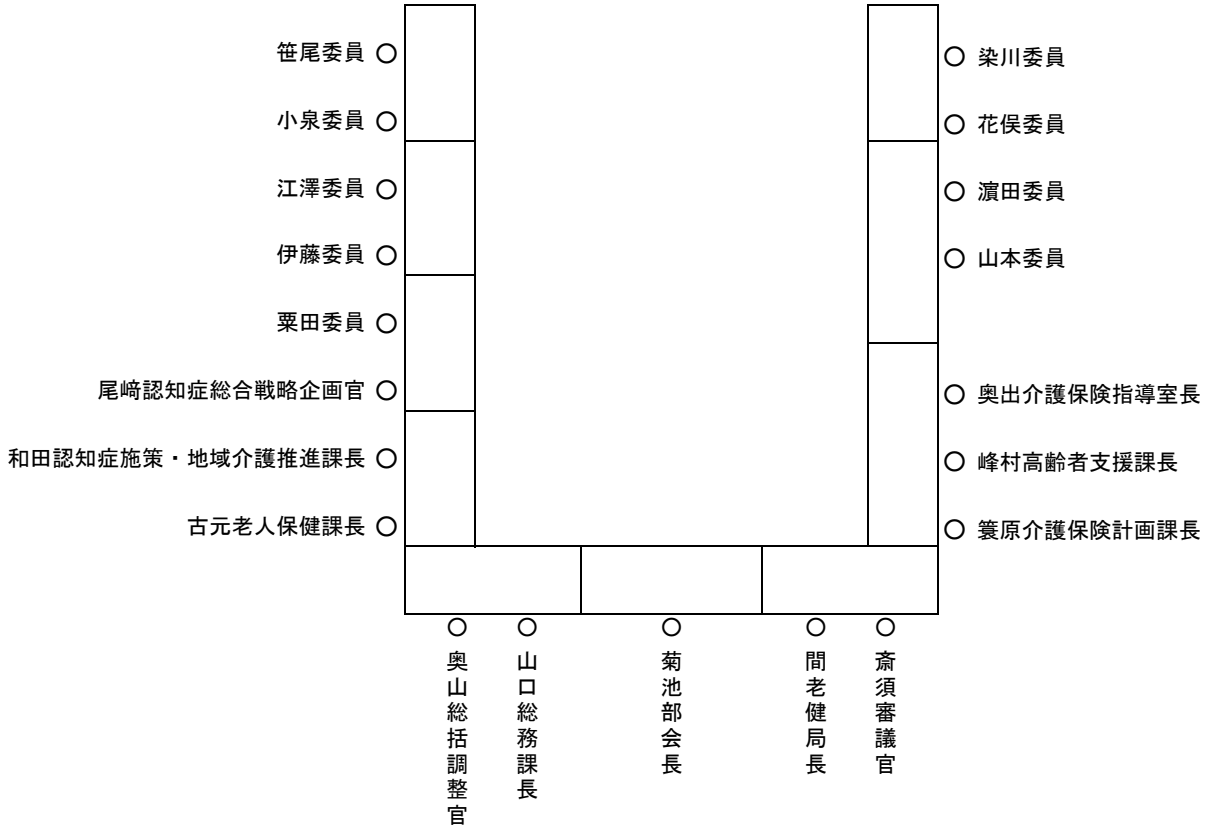 笹尾委員
小泉委員
江澤委員
伊藤委員
粟田委員
尾﨑認知症総合戦略企画官
和田認知症施策・地域介護推進課長
古元老人保健課長
染川委員
花俣委員
濵田委員
山本委員
奥出介護保険指導室長
峰村高齢者支援課長
簑原介護保険計画課長
奥山総括調整官
山口総務課長
菊池部会長
間老健局長
斎須審議官